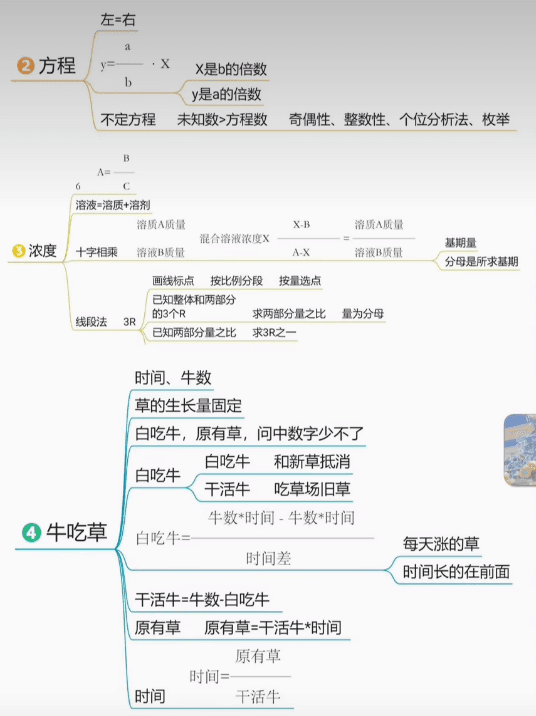 左=右
a
y=—— · X
b
X是b的倍数
y是a的倍数
❷ 方程
不定方程 未知数>方程数 奇偶性、整数性、个位分析法、枚举
B
A=——
6 C
溶液=溶质+溶剂
❸ 浓度
十字相乘
溶质A质量
溶液B质量
混合溶液浓度X
X-B 溶质A质量
—— = ——
A-X 溶液B质量
基期量
分母是所求基期
线段法 3R
画线标点 按比例分段 按量选点
已知整体和两部分
的3个R 求两部分量之比 量为分母
已知两部分量之比 求3R之一
❹ 牛吃草
时间、牛数
草的生长量固定
白吃牛，原有草，问中数字少不了
白吃牛
白吃牛 和新草抵消
干活牛 吃草场旧草
牛数*时间 - 牛数*时间
白吃牛=——
时间差
每天涨的草
时间长的在前面
干活牛=牛数-白吃牛
原有草 原有草=干活牛*时间
原有草
时间=——
干活牛
时间